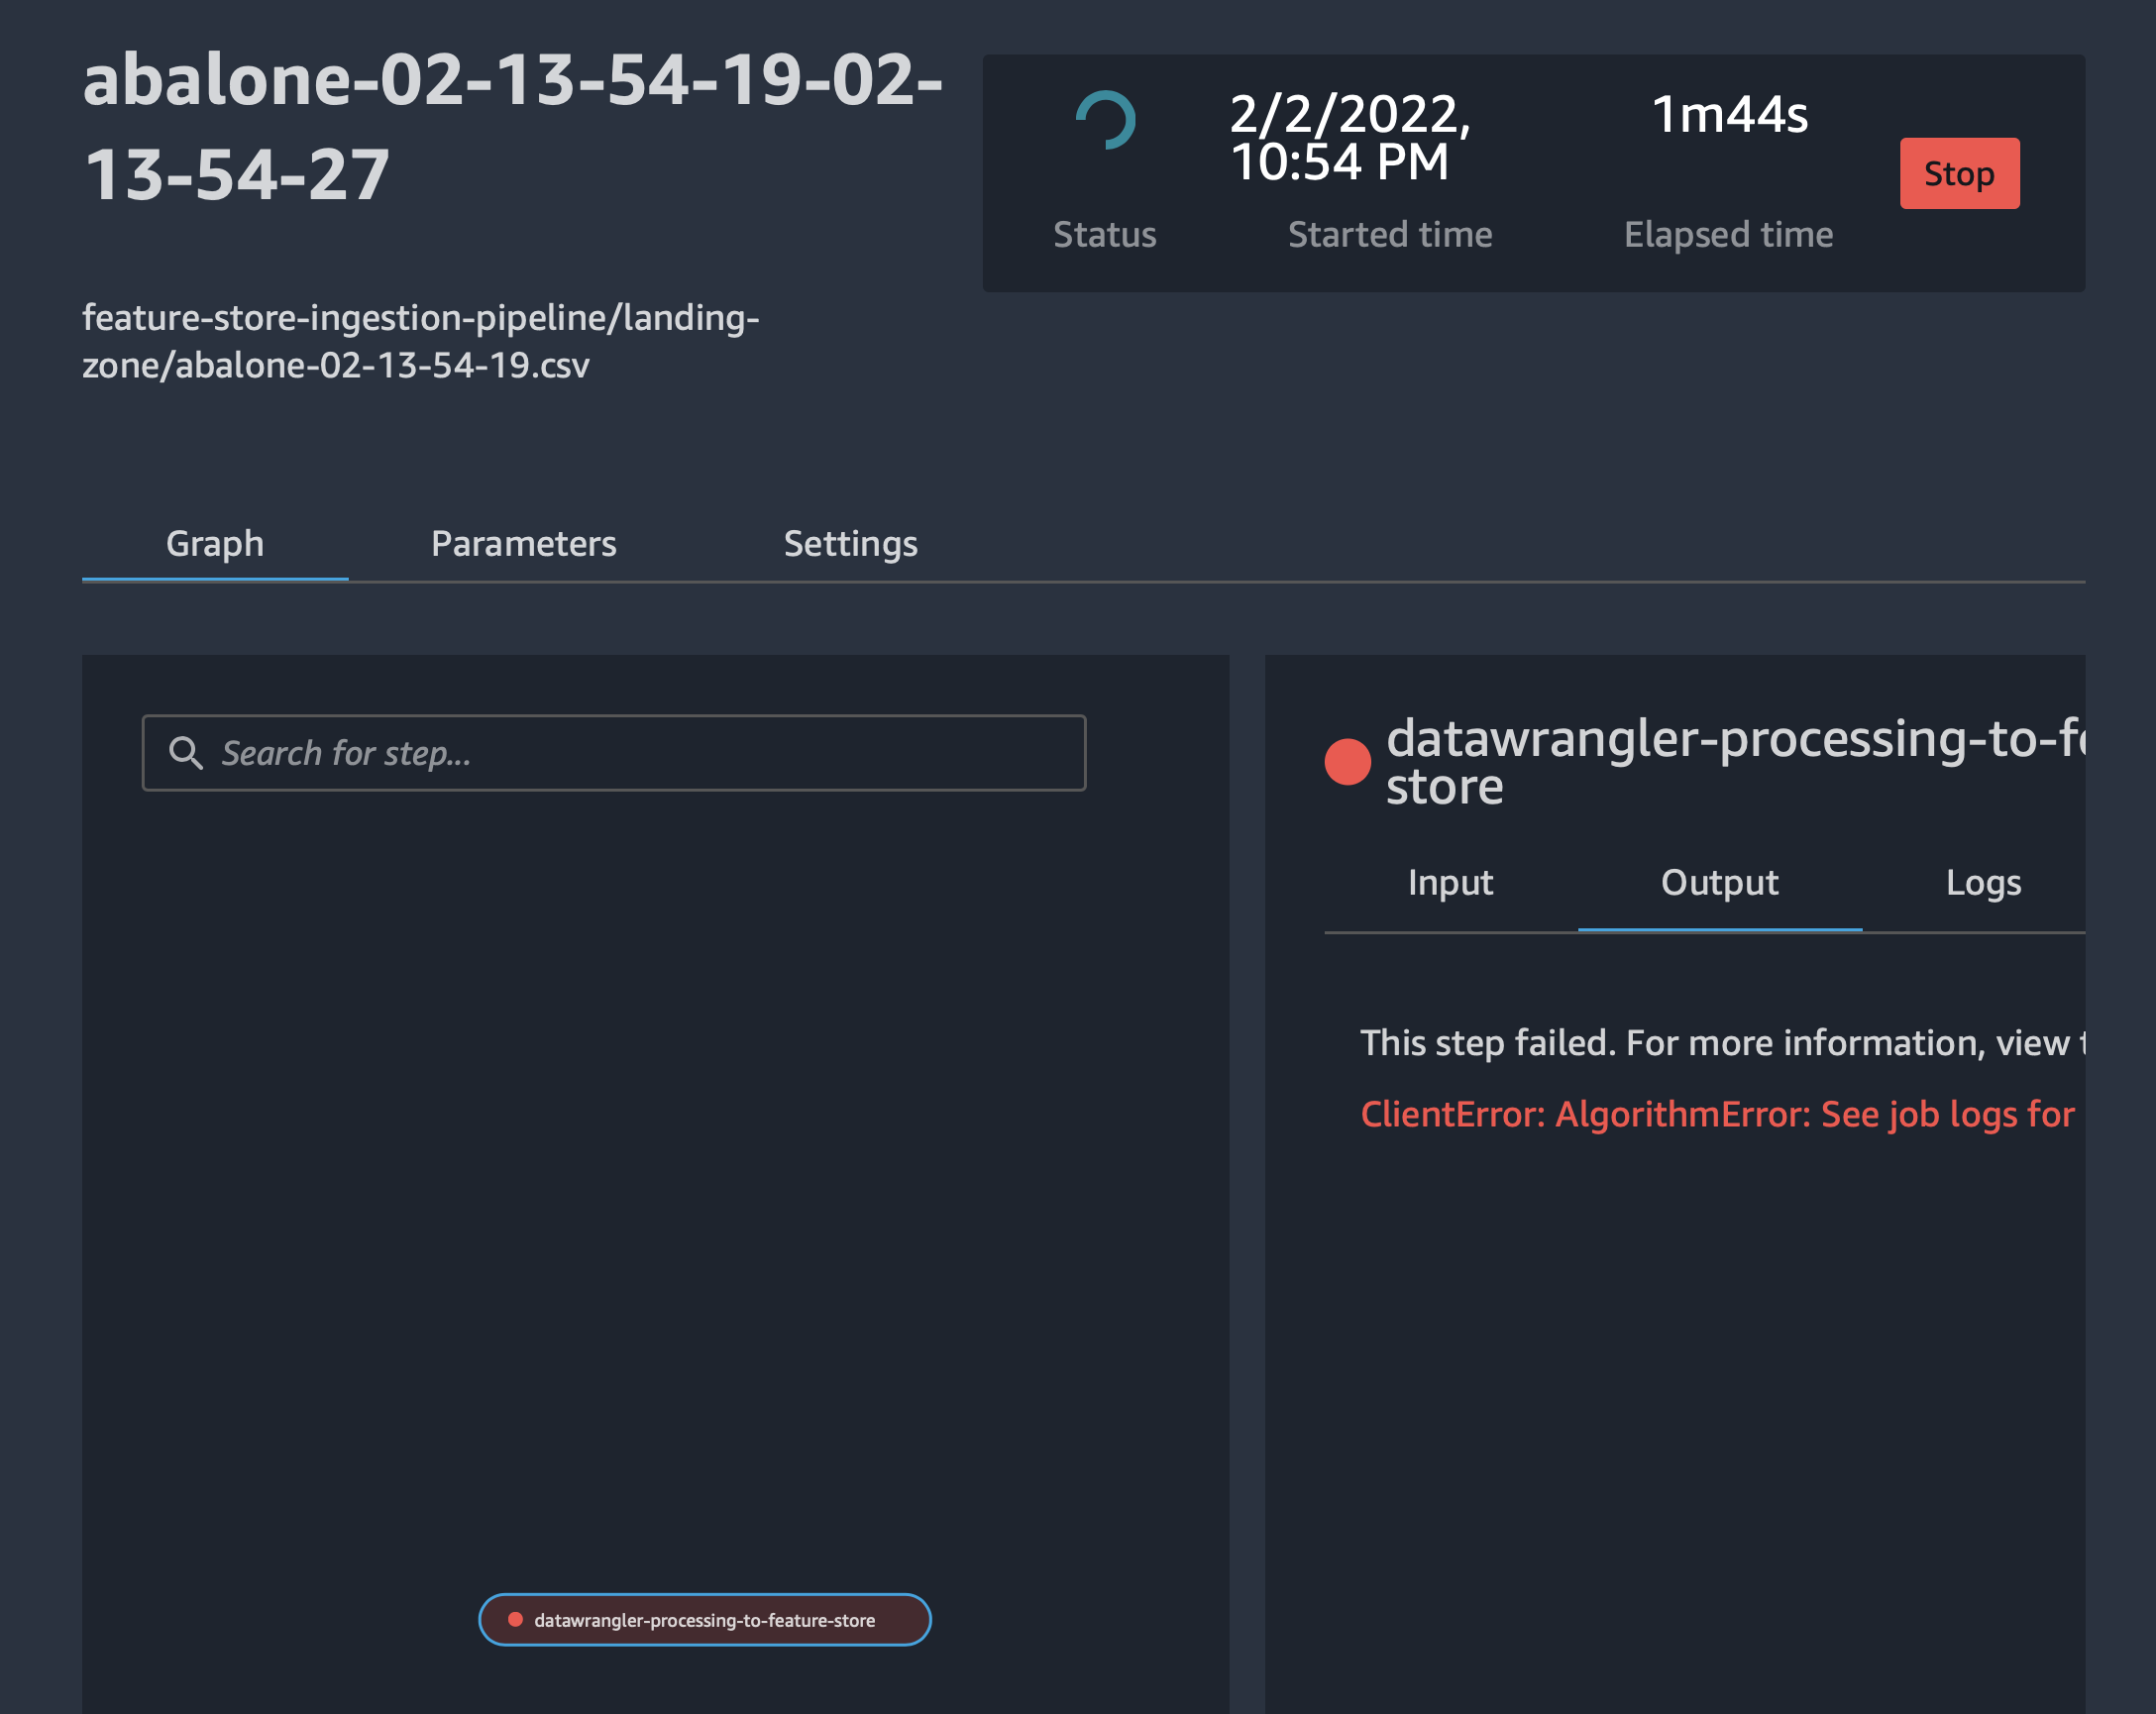 abalone-02-13-54-19-02-
13-54-27
feature-store-ingestion-pipeline/landing-
zone/abalone-02-13-54-19.csv
2/2/2022,
10:54 PM
1m44s
Stop
Status
Started time
Elapsed time
Graph
Parameters
Settings
Search for step...
datawrangler-processing-to-feature-store
datawrangler-processing-to-fe
store
Input
Output
Logs
This step failed. For more information, view
ClientError: AlgorithmError: See job logs for